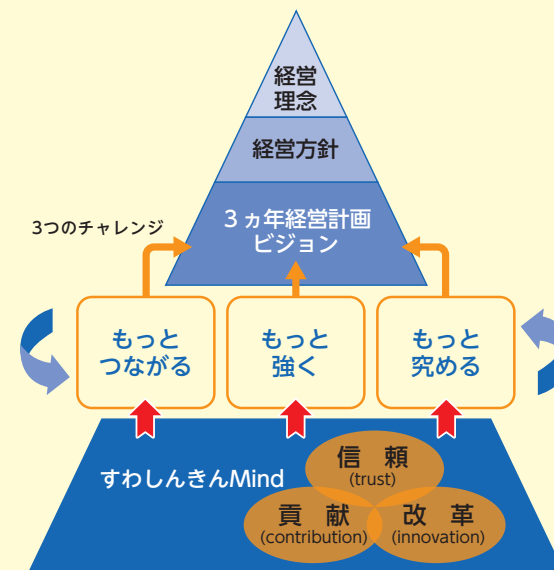 経営
理念
経営方針
3ヵ年経営計画
ビジョン
3つのチャレンジ
もっと
つながる
もっと
強く
もっと
究める
すわしんきんMind
信 頼
(trust)
貢 献
(contribution)
改 革
(innovation)